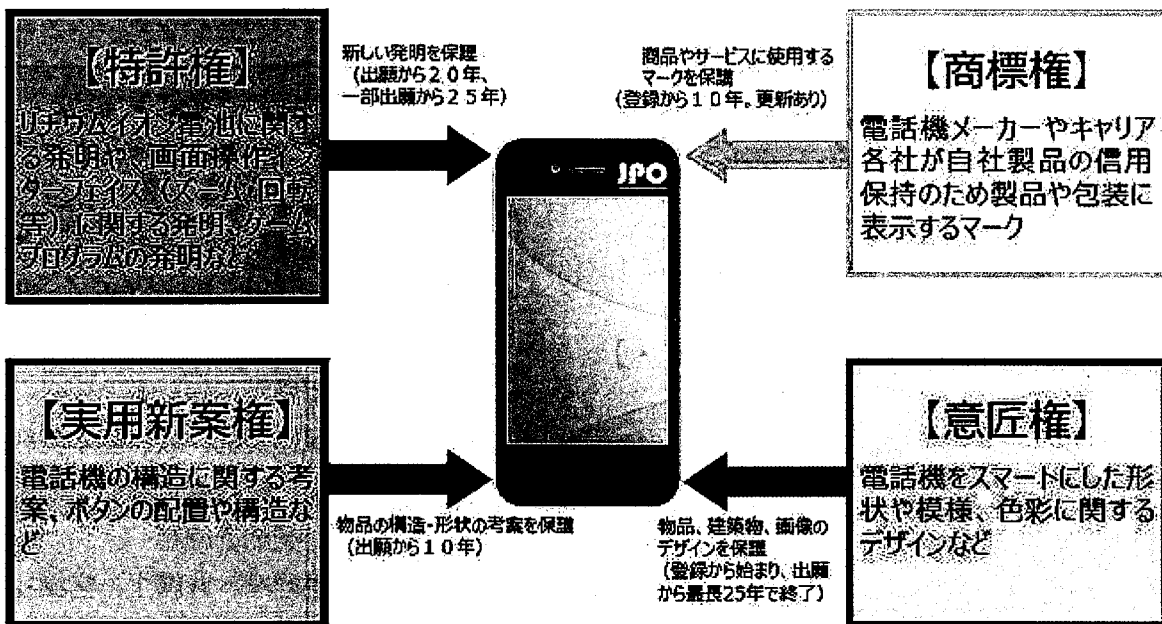 【特許権】
リチウムイオン電池に関す
る発明や、画面操作イン
ターフェイス（ズーム、回転
等）に関する発明、ゲーム
プログラムの発明など
新しい発明を保護
（出願から２０年、
一部出願から２５年）
商品やサービスに使用する
マークを保護
（登録から１０年。更新あり）
【商標権】
電話機メーカーやキャリア
各社が自社製品の信用
保持のため製品や包装に
表示するマーク
JPO
【実用新案権】
電話機の構造に関する考
案、ボタンの配置や構造な
ど
物品の構造・形状の考案を保護
（出願から１０年）
物品、建築物、画像の
デザインを保護
（登録から始まり、出願
から最長25年で終了）
【意匠権】
電話機をスマートにした形
状や模様、色彩に関する
デザインなど